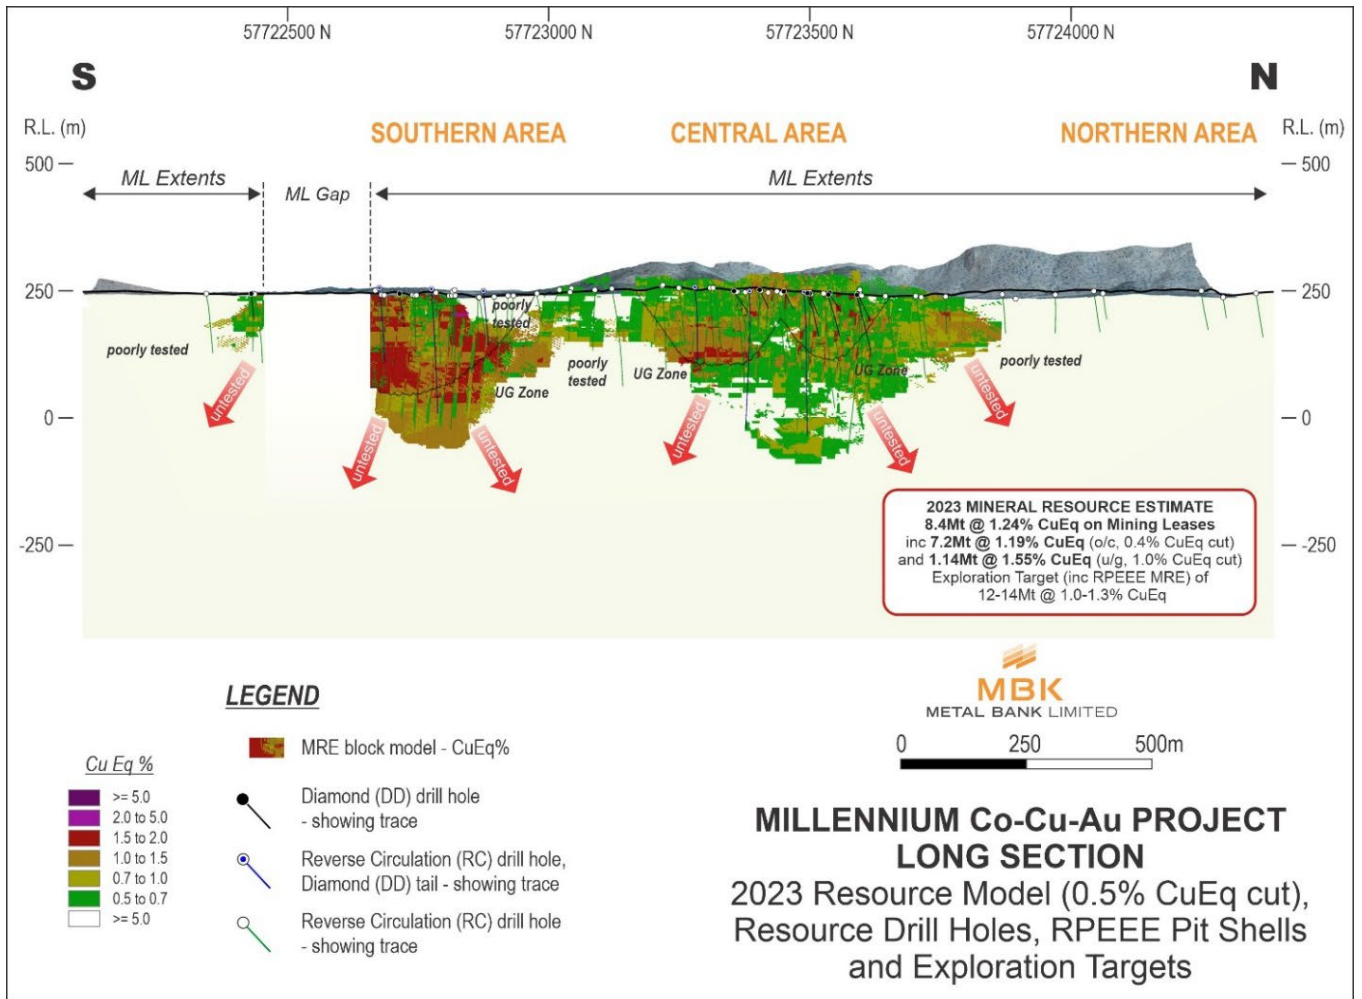 57722500 N
57723000 N
57723500 N
57724000 N
S
N
R.L. (m)
SOUTHERN AREA
CENTRAL AREA
NORTHERN AREA
R.L. (m)
500
500
ML Extents
ML Gap
ML Extents
250
250
poorly
tested
poorly tested
poorly
tested
poorly tested
UG Zone
UG Zone
UG Zone
untested
untested
untested
untested
untested
untested
0
0
-250
-250
2023 MINERAL RESOURCE ESTIMATE
8.4Mt @ 1.24% CuEq on Mining Leases
inc 7.2Mt @ 1.19% CuEq (o/c, 0.4% CuEq cut)
and 1.14Mt @ 1.55% CuEq (u/g, 1.0% CuEq cut)
Exploration Target (inc RPEEE MRE) of
12-14Mt @ 1.0-1.3% CuEq
LEGEND
MRE block model - CuEq%
Diamond (DD) drill hole
- showing trace
Reverse Circulation (RC) drill hole,
Diamond (DD) tail - showing trace
Reverse Circulation (RC) drill hole
- showing trace
Cu Eq %
>= 5.0
2.0 to 5.0
1.5 to 2.0
1.0 to 1.5
0.7 to 1.0
0.5 to 0.7
>= 5.0
MBK
METAL BANK LIMITED
0
250
500m
MILLENNIUM Co-Cu-Au PROJECT
LONG SECTION
2023 Resource Model (0.5% CuEq cut),
Resource Drill Holes, RPEEE Pit Shells
and Exploration Targets